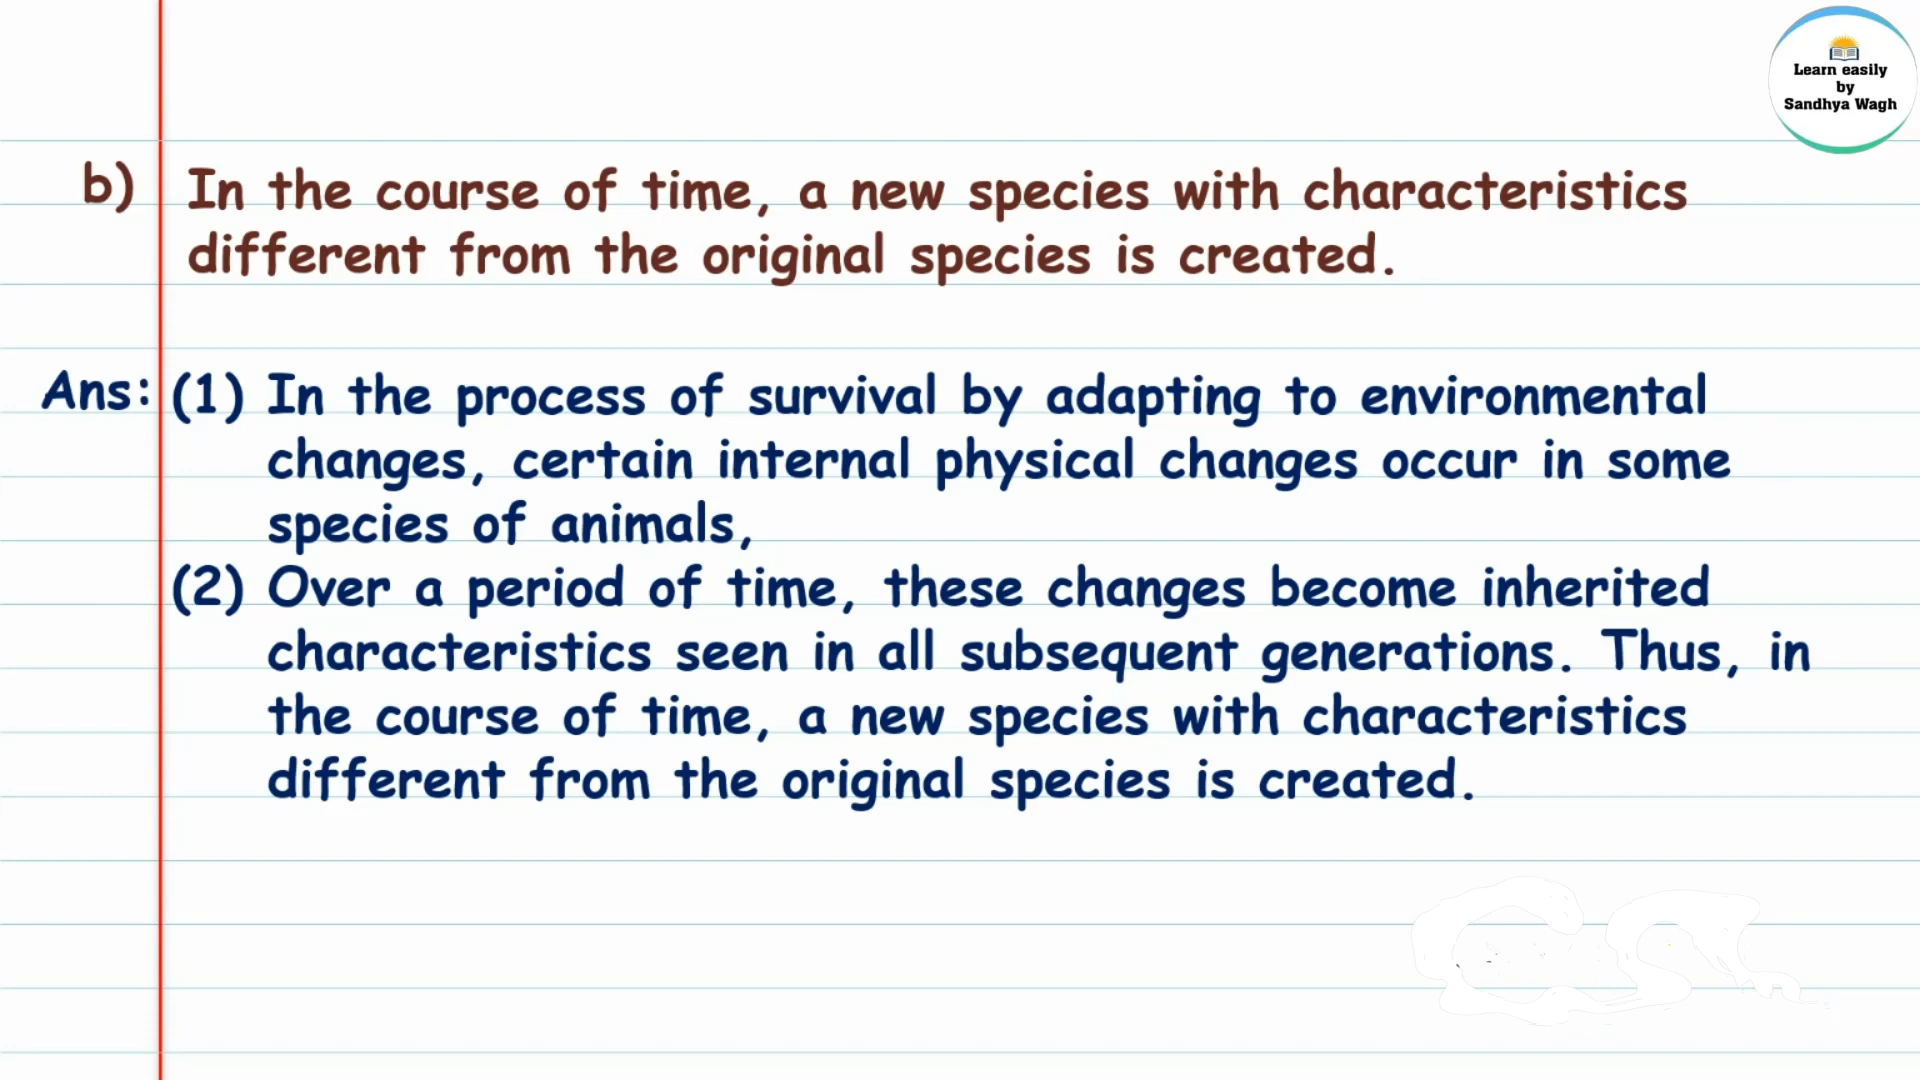 Learn easily
by
Sandhya Wagh
b) In the course of time, a new species with characteristics
different from the original species is created.
Ans: (1) In the process of survival by adapting to environmental
changes, certain internal physical changes occur in some
species of animals,
(2) Over a period of time, these changes become inherited
characteristics seen in all subsequent generations. Thus, in
the course of time, a new species with characteristics
different from the original species is created.